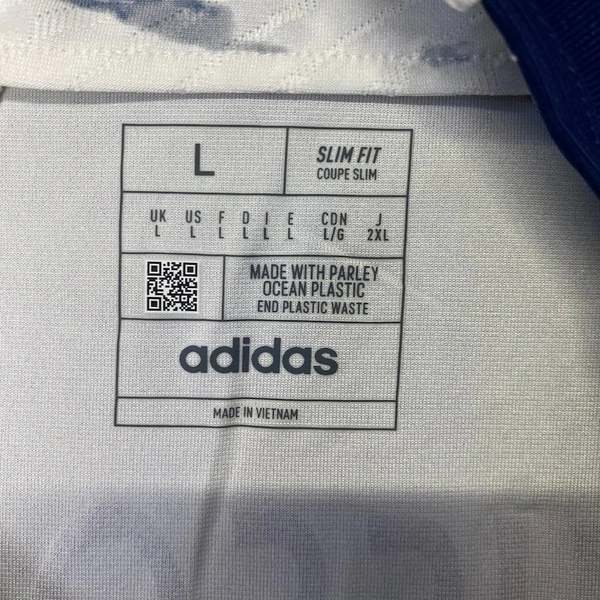 L
SLIM FIT
COUPE SLIM
UK US F D I E CDN J
L L L L L L L/G 2XL
MADE WITH PARLEY
OCEAN PLASTIC
END PLASTIC WASTE
adidas
MADE IN VIETNAM